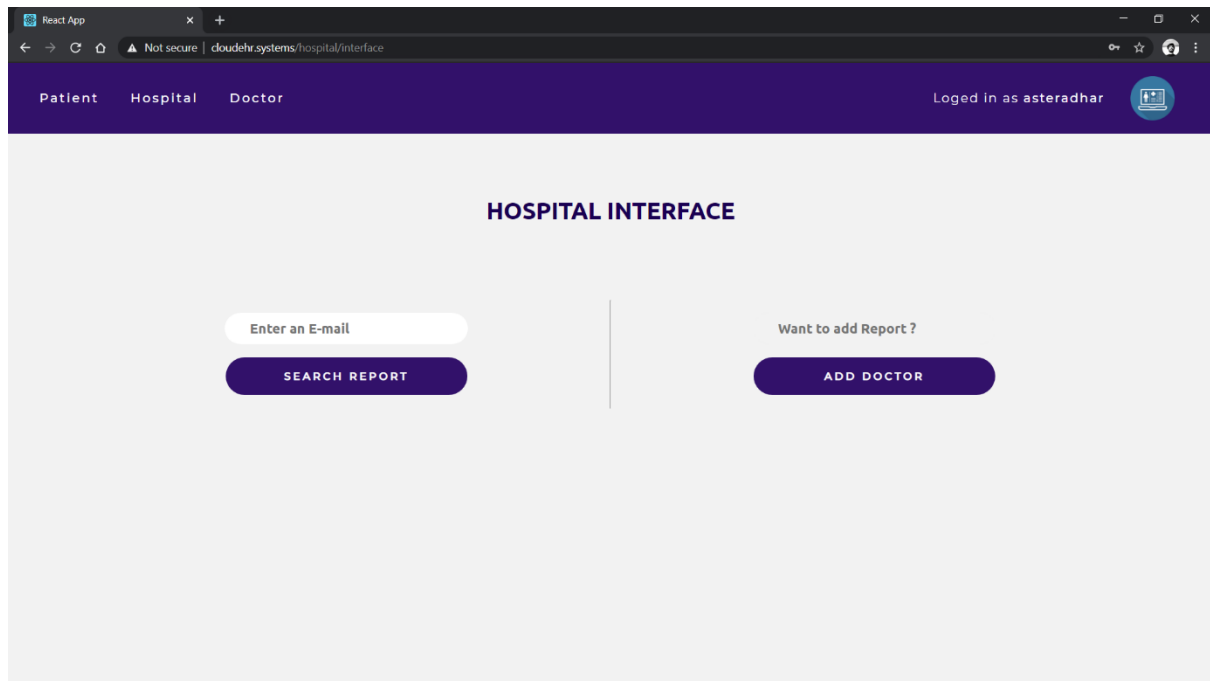 React App
Not secure | cloudehr.systems/hospital/interface
Patient Hospital Doctor Loged in as asteradhar
HOSPITAL INTERFACE
Enter an E-mail
SEARCH REPORT
Want to add Report ?
ADD DOCTOR